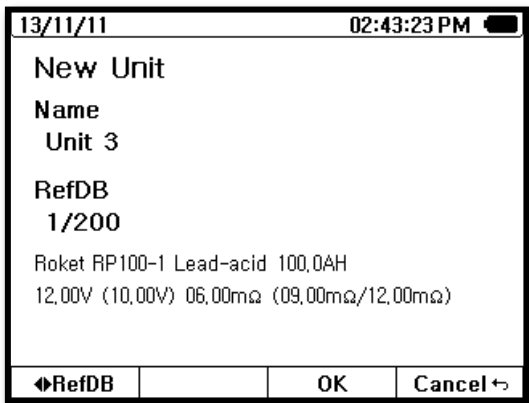 13/11/11 02:43:23 PM
New Unit
Name
Unit 3
RefDB
1/200
Roket RP100-1 Lead-acid 100,0AH
12,00V (10,00V) 06,00mΩ (09,00mΩ/12,00mΩ)
◀▶RefDB OK Cancel ↰